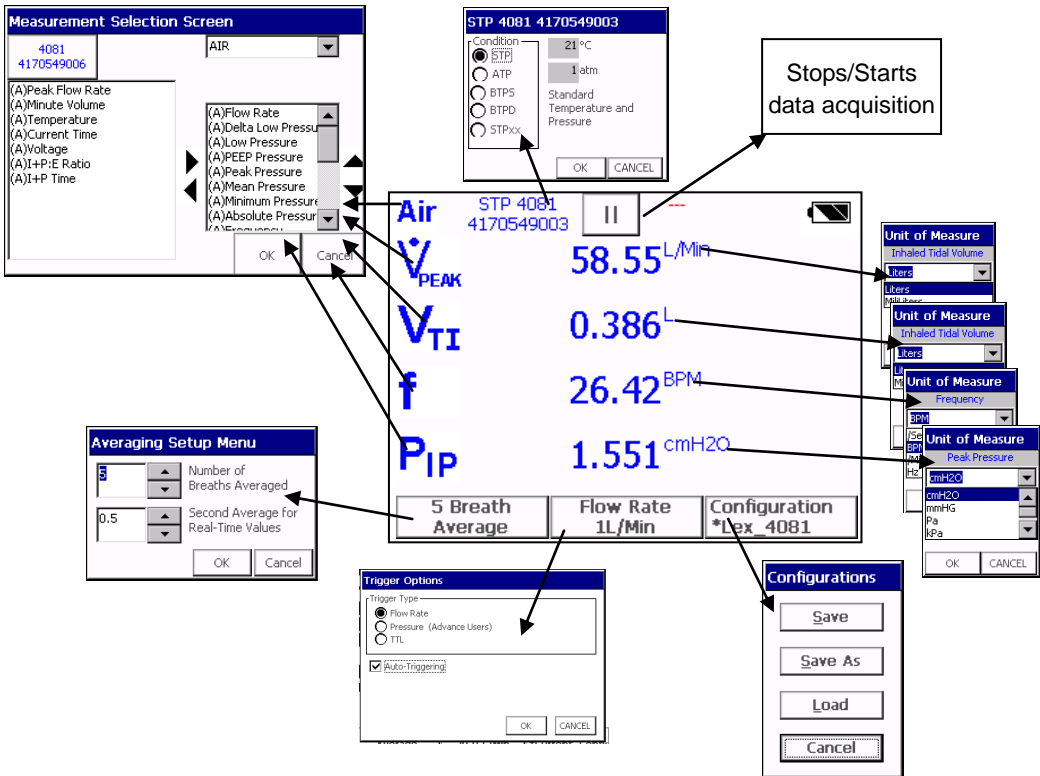 Measurement Selection Screen
4081
4170549006
AIR
(A)Peak Flow Rate
(A)Minute Volume
(A)Temperature
(A)Current Time
(A)Voltage
(A)I+P:E Ratio
(A)I+P Time
(A)Flow Rate
(A)Delta Low Pressu
(A)Low Pressure
(A)PEEP Pressure
(A)Peak Pressure
(A)Mean Pressure
(A)Minimum Pressure
(A)Absolute Pressur
(A)Frequency
OK
Cancel
STP 4081 4170549003
Condition
STP
ATP
BTPS
BTPD
STPxx
21 °C
1 atm
Standard
Temperature and
Pressure
OK
CANCEL
Stops/Starts
data acquisition
Air
STP 4081
4170549003
II
---
V̇PEAK
58.55 L/Min
VTI
0.386 L
f
26.42 BPM
PIP
1.551 cmH2O
5 Breath
Average
Flow Rate
1L/Min
Configuration
*Lex_4081
Unit of Measure
Inhaled Tidal Volume
Liters
Liters
MilLiters
Unit of Measure
Inhaled Tidal Volume
Liters
Unit of Measure
Frequency
BPM
Hz
Unit of Measure
Peak Pressure
cmH2O
cmH2O
mmHG
Pa
kPa
OK
CANCEL
Averaging Setup Menu
5
Number of
Breaths Averaged
0.5
Second Average for
Real-Time Values
OK
Cancel
Trigger Options
Trigger Type
Flow Rate
Pressure (Advance Users)
TTL
Auto-Triggering
OK
CANCEL
Configurations
Save
Save As
Load
Cancel